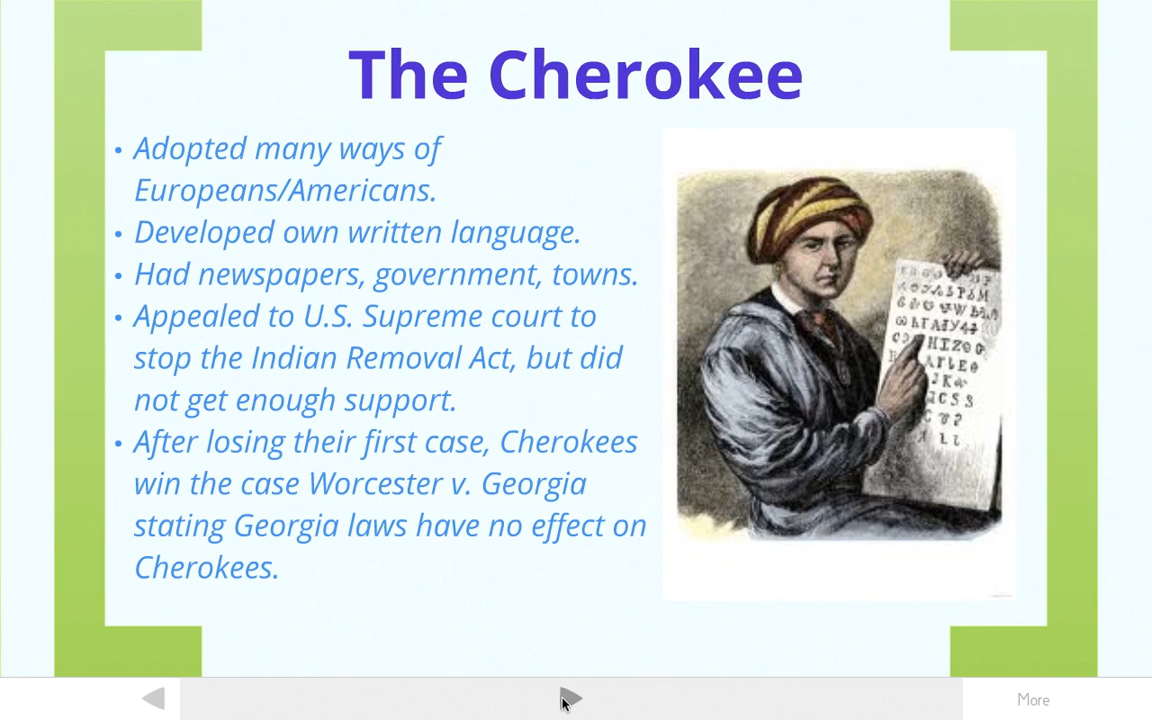 The Cherokee
• Adopted many ways of
Europeans/Americans.
• Developed own written language.
• Had newspapers, government, towns.
• Appealed to U.S. Supreme court to
stop the Indian Removal Act, but did
not get enough support.
• After losing their first case, Cherokees
win the case Worcester v. Georgia
stating Georgia laws have no effect on
Cherokees.
More